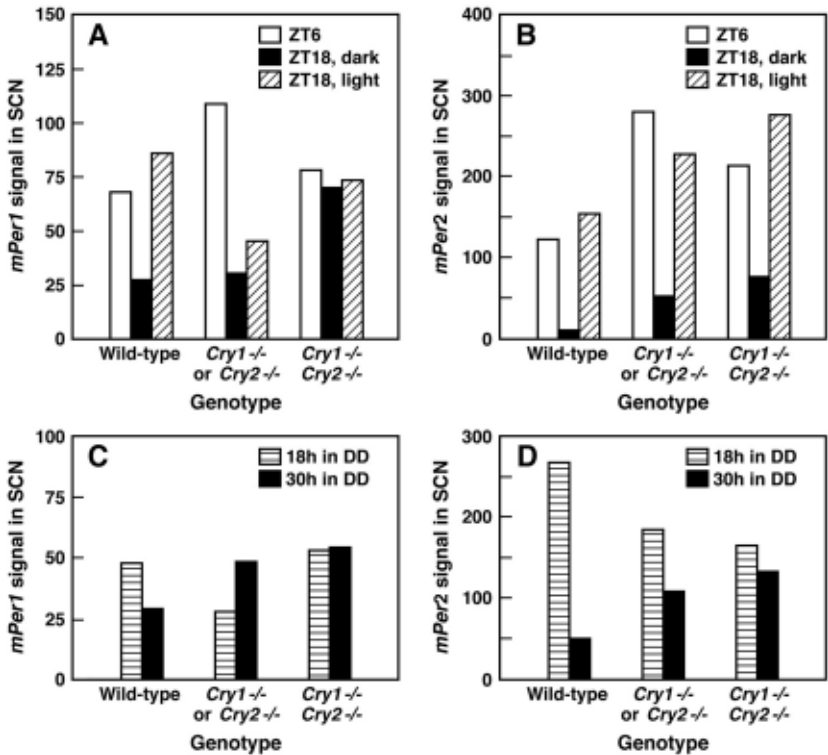 A
ZT6
ZT18, dark
ZT18, light
150
125
100
75
50
25
0
mPer1 signal in SCN
Wild-type
Cry1 -/-
or Cry2 -/-
Cry1 -/-
Cry2 -/-
Genotype
B
ZT6
ZT18, dark
ZT18, light
400
300
200
100
0
mPer2 signal in SCN
Wild-type
Cry1 -/-
or Cry2 -/-
Cry1 -/-
Cry2 -/-
Genotype
C
18h in DD
30h in DD
100
75
50
25
0
mPer1 signal in SCN
Wild-type
Cry1 -/-
or Cry2 -/-
Cry1 -/-
Cry2 -/-
Genotype
D
18h in DD
30h in DD
300
200
100
0
mPer2 signal in SCN
Wild-type
Cry1 -/-
or Cry2 -/-
Cry1 -/-
Cry2 -/-
Genotype